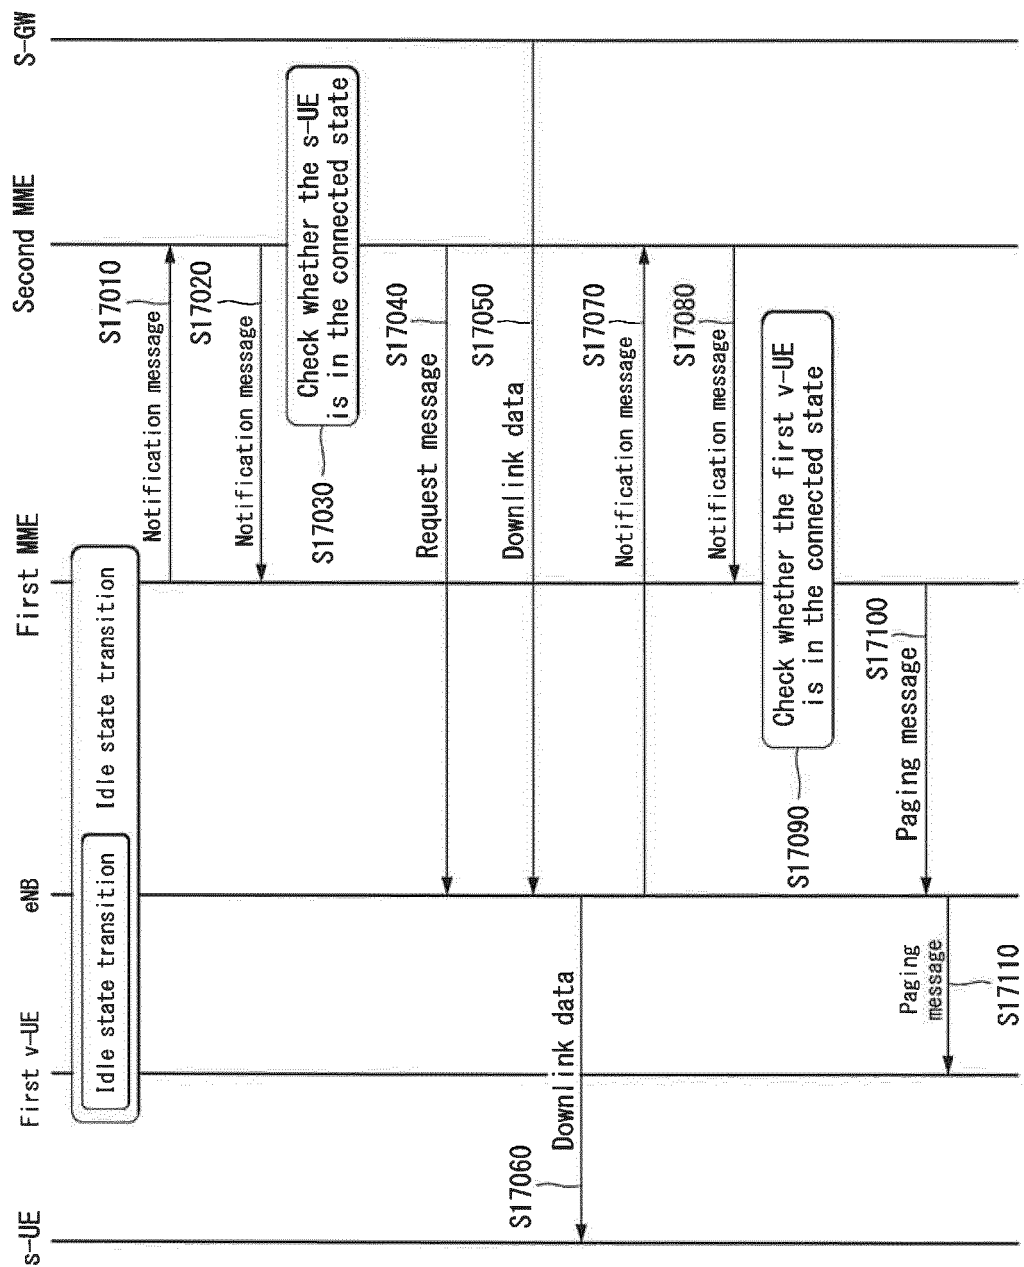 s-UE
First v-UE
eNB
First MME
Second MME
S-GW
Idle state transition
Idle state transition
S17010
Notification message
S17020
Notification message
Check whether the s-UE
is in the connected state
S17030
S17040
Request message
S17050
Downlink data
S17060
Downlink data
S17070
Notification message
S17080
Notification message
Check whether the first v-UE
is in the connected state
S17090
S17100
Paging message
Paging
message
S17110